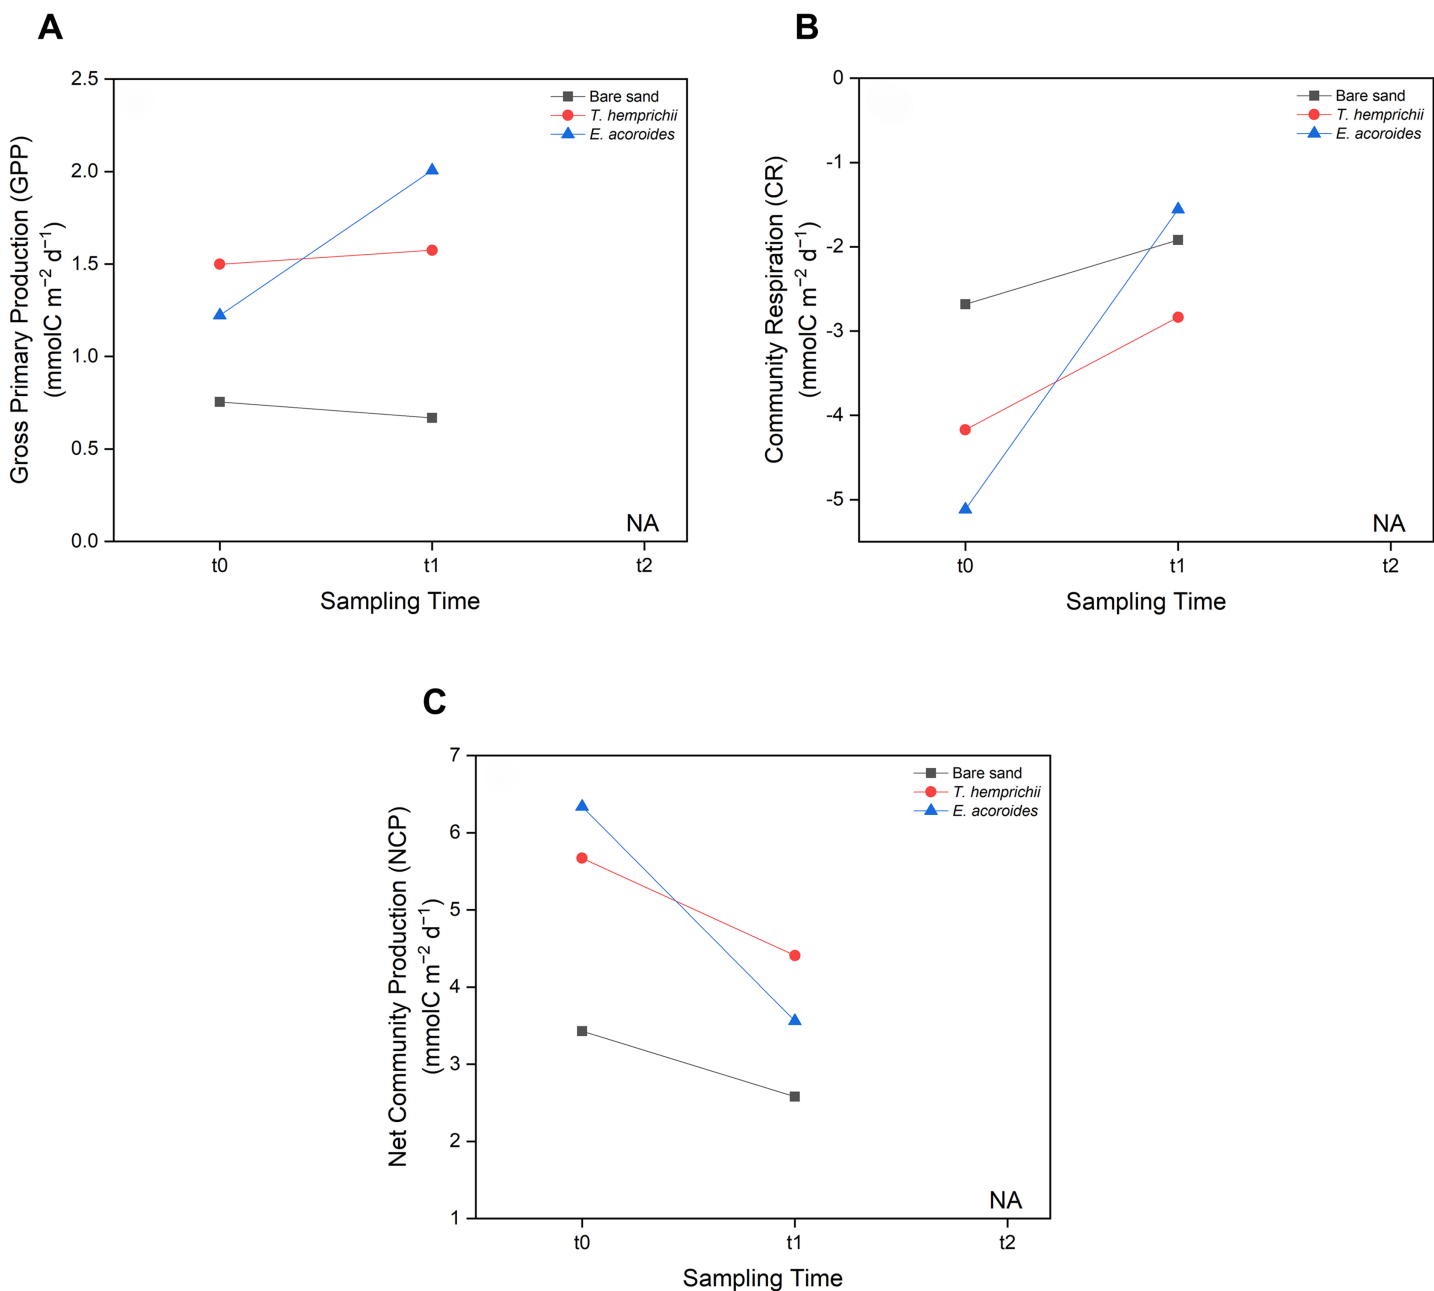 A
Gross Primary Production (GPP)
(mmolC m⁻² d⁻¹)
2.5
2.0
1.5
1.0
0.5
0.0
Bare sand
T. hemprichii
E. acoroides
NA
t0
t1
t2
Sampling Time
B
Community Respiration (CR)
(mmolC m⁻² d⁻¹)
0
-1
-2
-3
-4
-5
Bare sand
T. hemprichii
E. acoroides
NA
t0
t1
t2
Sampling Time
C
Net Community Production (NCP)
(mmolC m⁻² d⁻¹)
7
6
5
4
3
2
1
Bare sand
T. hemprichii
E. acoroides
NA
t0
t1
t2
Sampling Time